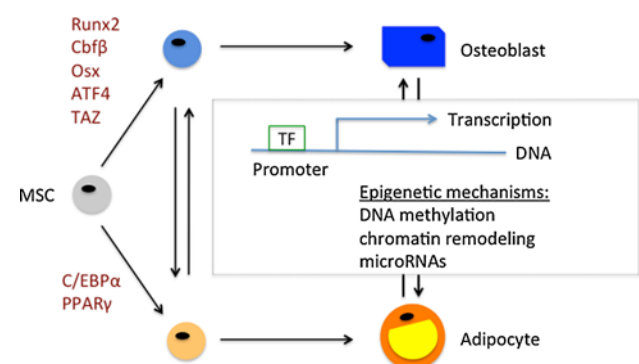 Runx2
Cbfβ
Osx
ATF4
TAZ
Osteoblast
Transcription
TF
DNA
Promoter
MSC
Epigenetic mechanisms:
DNA methylation
chromatin remodeling
microRNAs
C/EBPα
PPARγ
Adipocyte